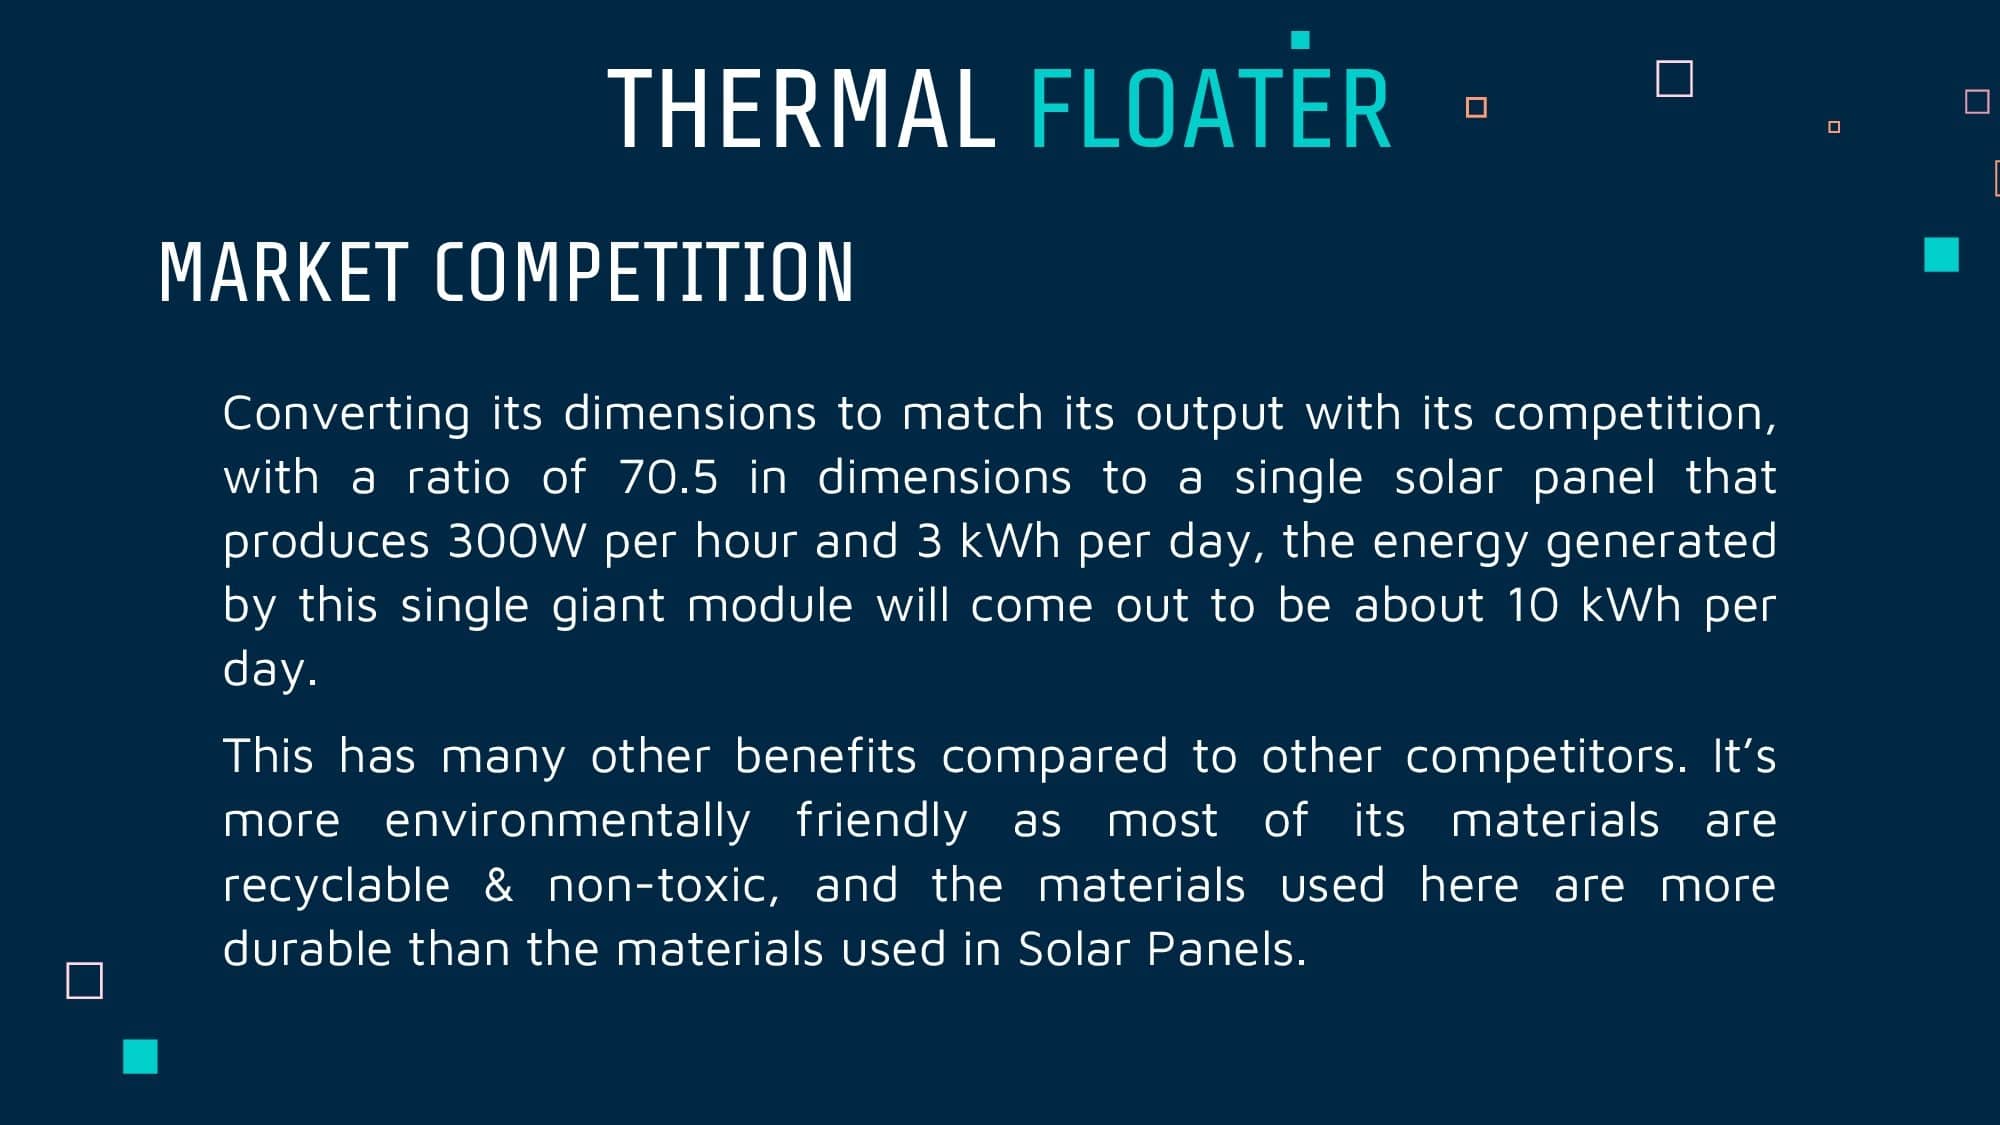 THERMAL FLOATER
MARKET COMPETITION
Converting its dimensions to match its output with its competition,
with a ratio of 70.5 in dimensions to a single solar panel that
produces 300W per hour and 3 kWh per day, the energy generated
by this single giant module will come out to be about 10 kWh per
day.
This has many other benefits compared to other competitors. It’s
more environmentally friendly as most of its materials are
recyclable & non-toxic, and the materials used here are more
durable than the materials used in Solar Panels.